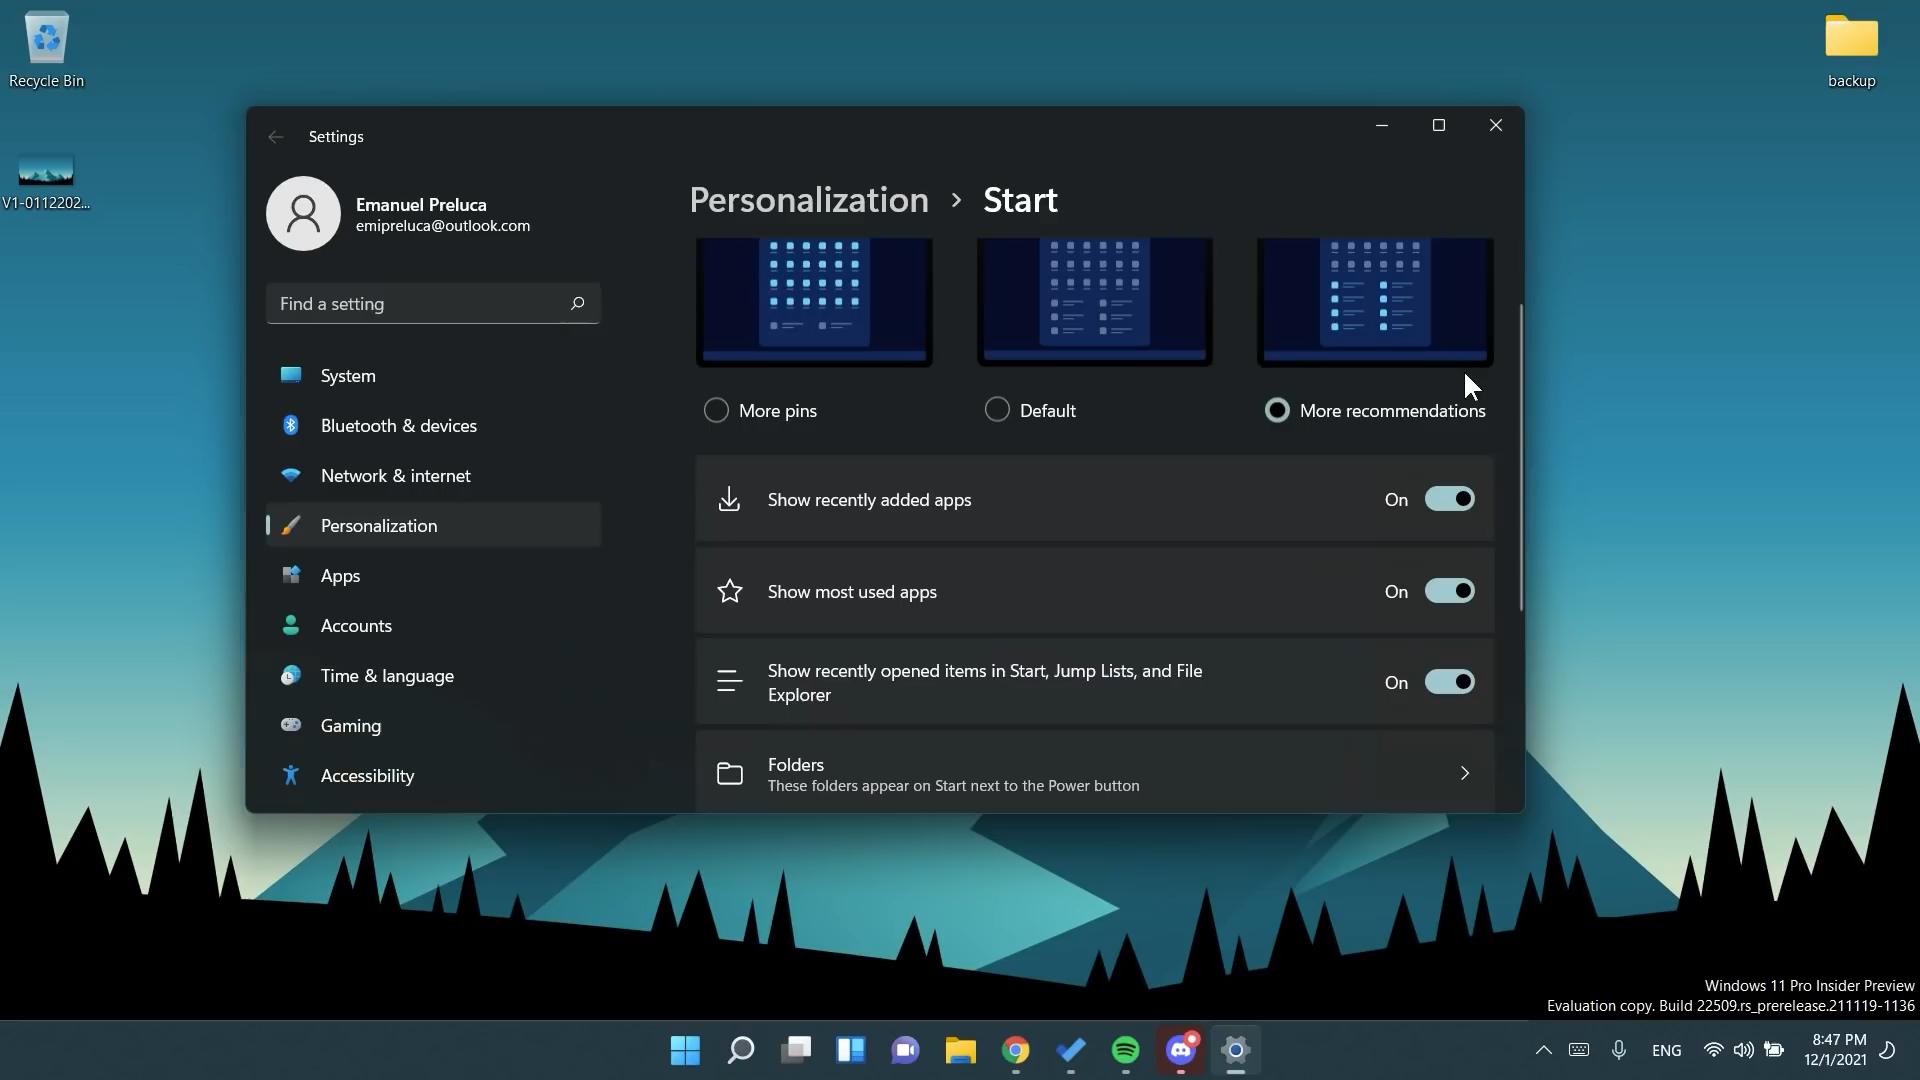 Recycle Bin
backup
V1-0112202...
Settings
Emanuel Preluca
emipreluca@outlook.com
Find a setting
System
Bluetooth & devices
Network & internet
Personalization
Apps
Accounts
Time & language
Gaming
Accessibility
Personalization > Start
More pins
Default
More recommendations
Show recently added apps
On
Show most used apps
On
Show recently opened items in Start, Jump Lists, and File
Explorer
On
Folders
These folders appear on Start next to the Power button
Windows 11 Pro Insider Preview
Evaluation copy. Build 22509.rs_prerelease.211119-1136
ENG
8:47 PM
12/1/2021